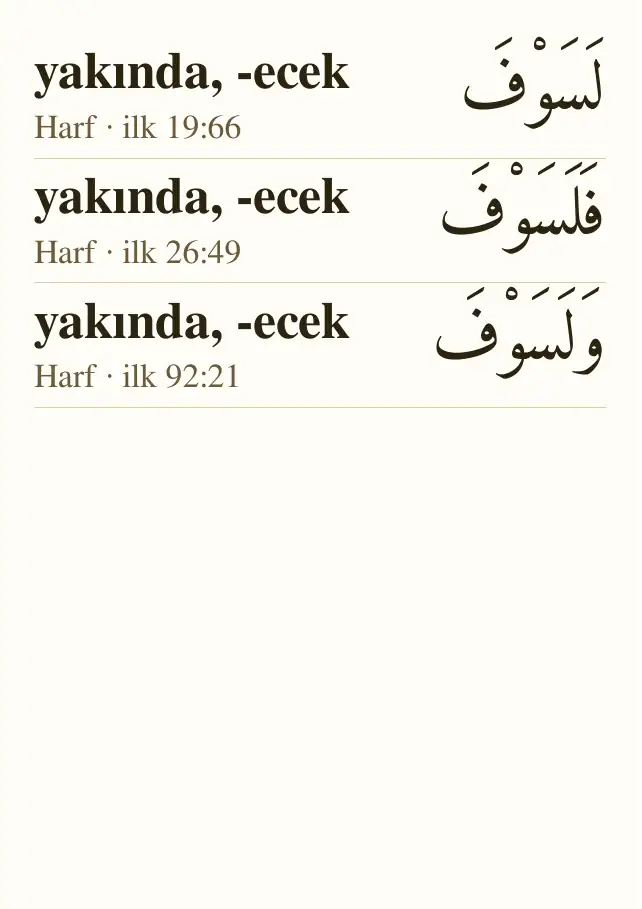 yakında, -ecek
لَسَوْفَ
Harf · ilk 19:66
yakında, -ecek
فَلَسَوْفَ
Harf · ilk 26:49
yakında, -ecek
وَلَسَوْفَ
Harf · ilk 92:21